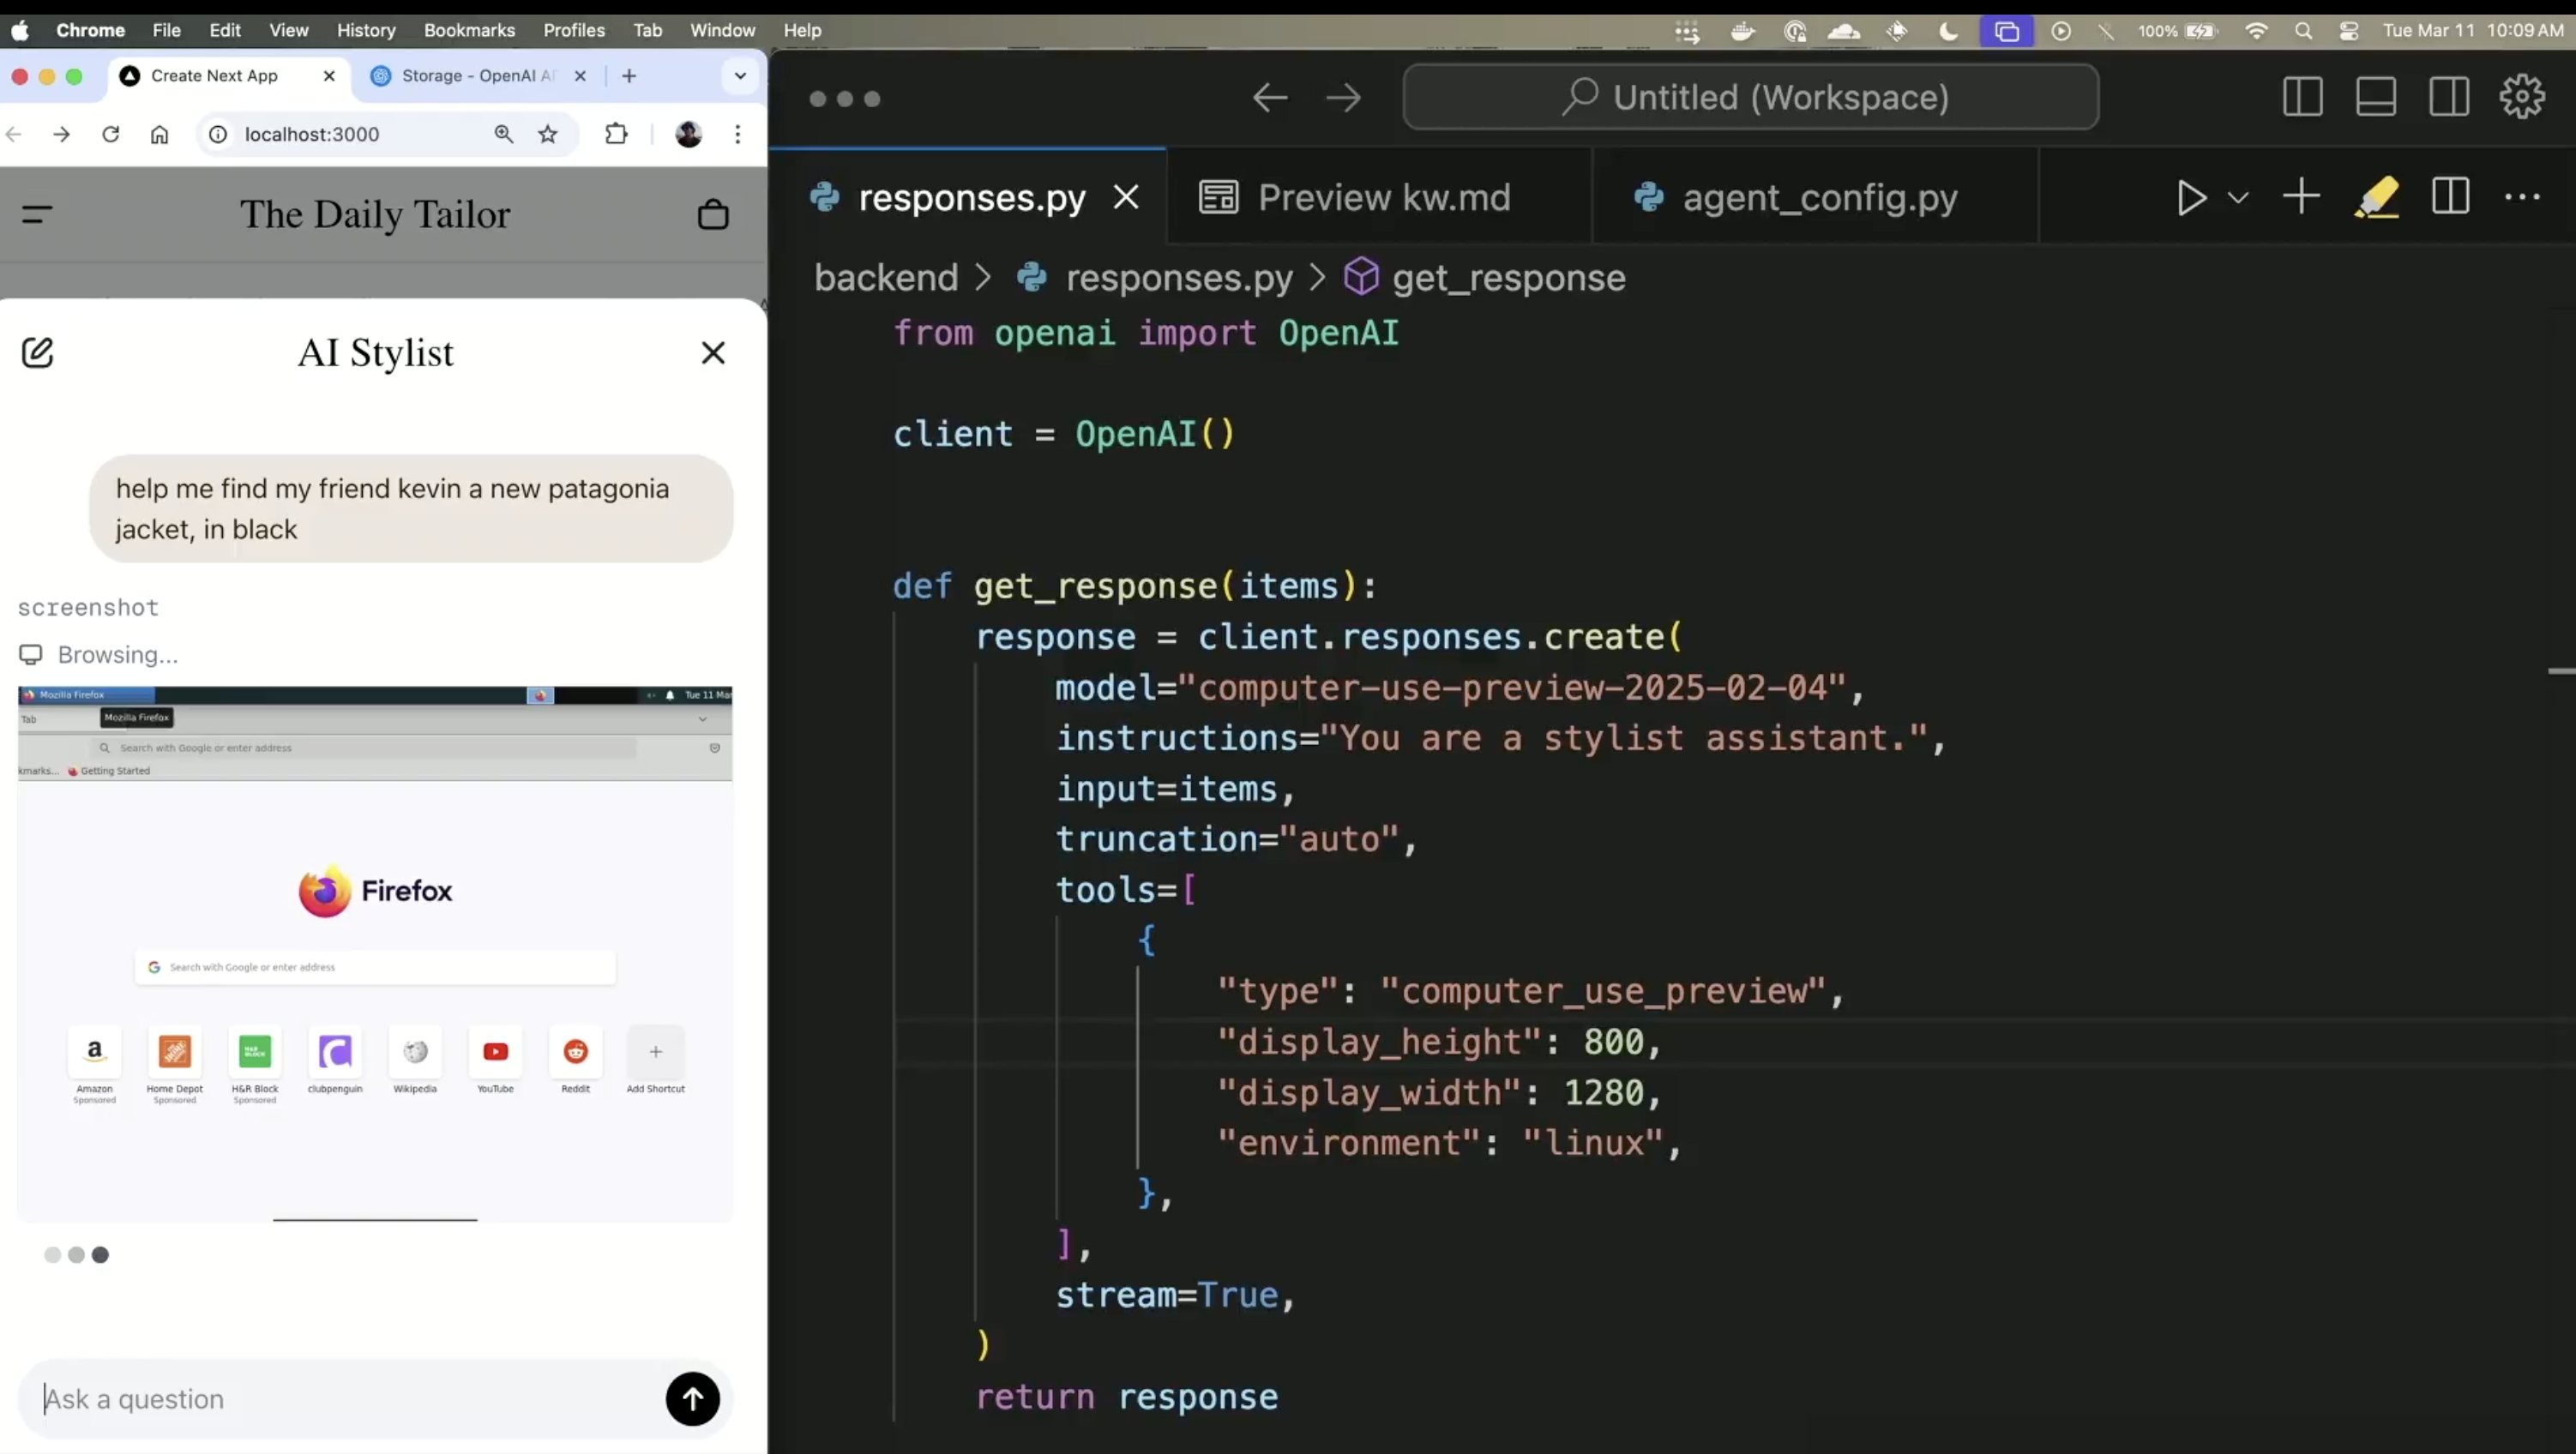 Chrome File Edit View History Bookmarks Profiles Tab Window Help
100% Tue Mar 11 10:09 AM
Create Next App
Storage - OpenAI A
localhost:3000
The Daily Tailor
AI Stylist
help me find my friend kevin a new patagonia
jacket, in black
screenshot
Browsing...
Mozilla Firefox
Tue 11 Mar
Tab
Mozilla Firefox
Search with Google or enter address
kmarks... Getting Started
Firefox
Search with Google or enter address
Amazon Home Depot H&R Block clubpenguin Wikipedia YouTube Reddit Add Shortcut
Sponsored Sponsored Sponsored
Ask a question
Untitled (Workspace)
responses.py
Preview kw.md
agent_config.py
backend > responses.py > get_response
from openai import OpenAI
client = OpenAI()
def get_response(items):
response = client.responses.create(
model="computer-use-preview-2025-02-04",
instructions="You are a stylist assistant.",
input=items,
truncation="auto",
tools=[
{
"type": "computer_use_preview",
"display_height": 800,
"display_width": 1280,
"environment": "linux",
},
],
stream=True,
)
return response